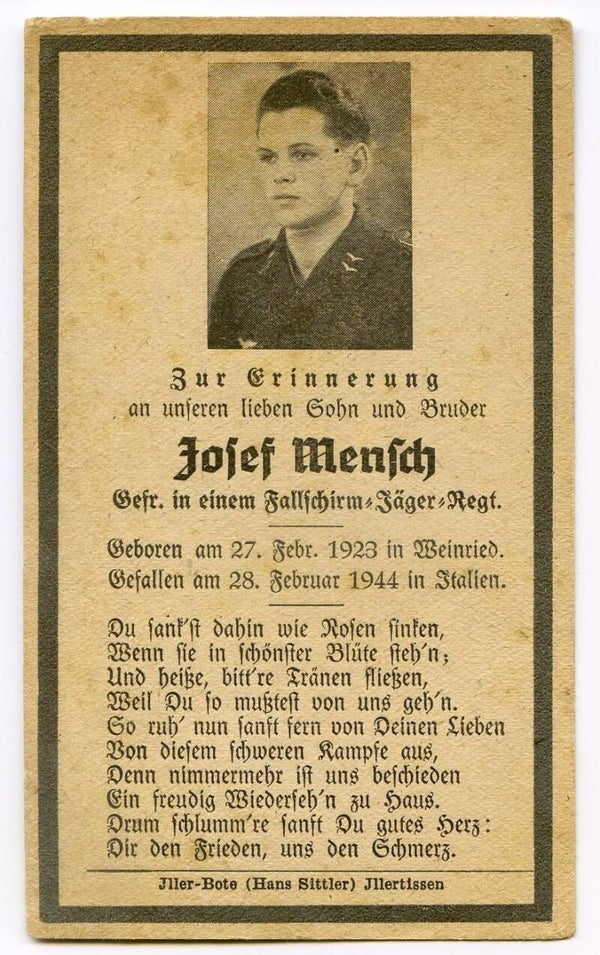 Zur Erinnerung
an unseren lieben Sohn und Bruder
Josef Mensch
Gefr. in einem Fallschirm-Jäger-Regt.
Geboren am 27. Febr. 1923 in Weinried.
Gefallen am 28. Februar 1944 in Italien.
Du sank'st dahin wie Rosen sinken,
Wenn sie in schönster Blüte steh'n;
Und heiße, bitt're Tränen fließen,
Weil Du so mußtest von uns geh'n.
So ruh' nun sanft fern von Deinen Lieben
Von diesem schweren Kampfe aus,
Denn nimmermehr ist uns beschieden
Ein freudig Wiederseh'n zu Haus.
Drum schlumm're sanft Du gutes Herz:
Dir den Frieden, uns den Schmerz.
Iller-Bote (Hans Sittler) Illertissen